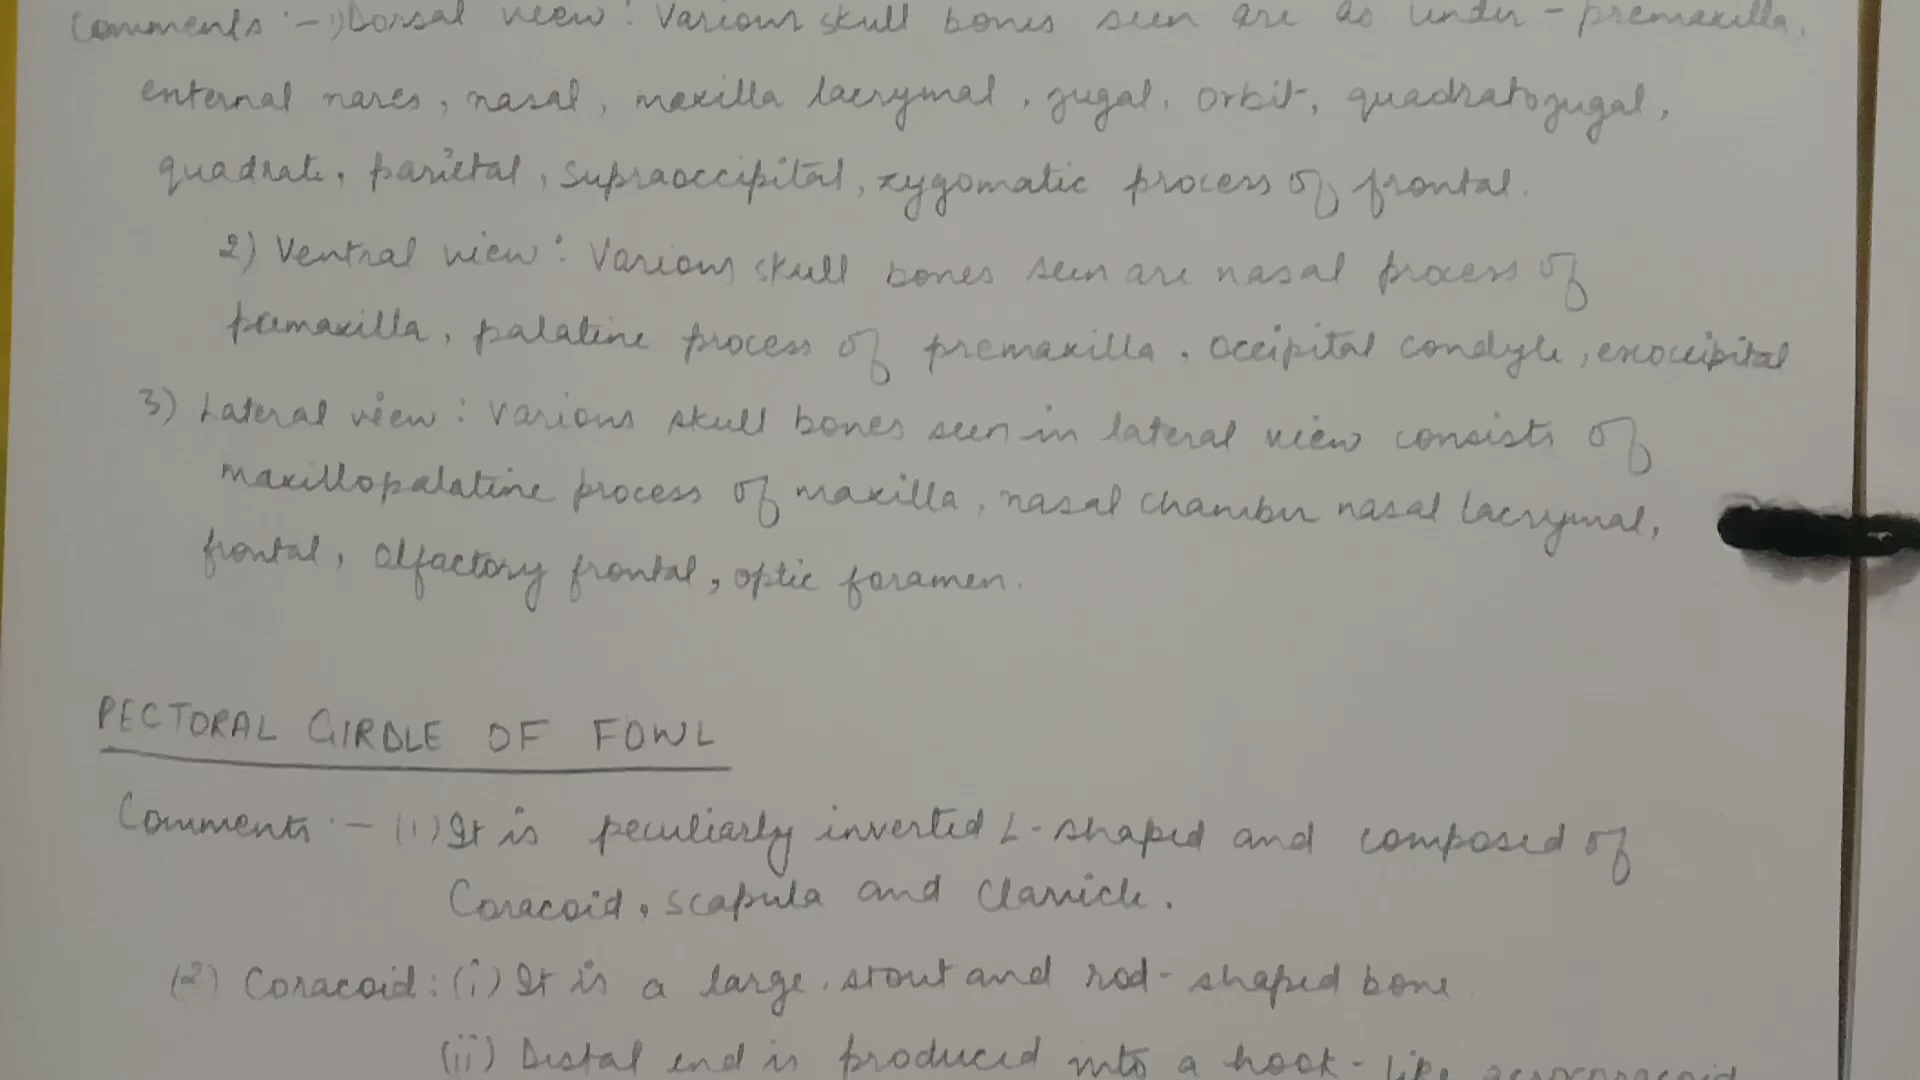 Comments :- 1) Dorsal view : Various skull bones seen are as under - premaxilla,
external nares, nasal, maxilla lacrymal, jugal, orbit, quadratojugal,
quadrate, parietal, supraoccipital, zygomatic process of frontal.
2) Ventral view : Various skull bones seen are nasal process of
premaxilla, palatine process of premaxilla, occipital condyle, exoccipital
3) Lateral view : Various skull bones seen in lateral view consists of
maxillopalatine process of maxilla, nasal chamber nasal lacrymal,
frontal, olfactory frontal, optic foramen.
PECTORAL GIRDLE OF FOWL
Comments :- (1) It is peculiarly inverted L-shaped and composed of
Coracoid, scapula and Clavicle.
(2) Coracoid : (i) It is a large, stout and rod-shaped bone.
(ii) Distal end is produced into a hook-like acrocoracoid